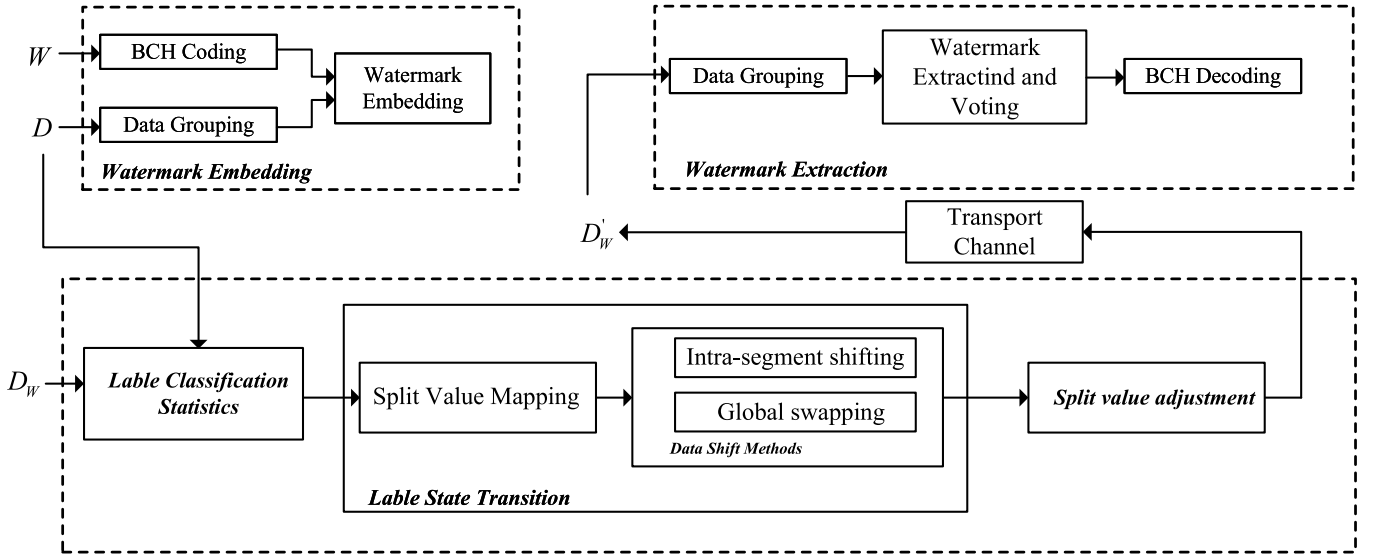 W
BCH Coding
D
Data Grouping
Watermark
Embedding
Watermark Embedding
Data Grouping
Watermark
Extractind and
Voting
BCH Decoding
Watermark Extraction
D'W
Transport
Channel
DW
Lable Classification
Statistics
Split Value Mapping
Intra-segment shifting
Global swapping
Data Shift Methods
Lable State Transition
Split value adjustment